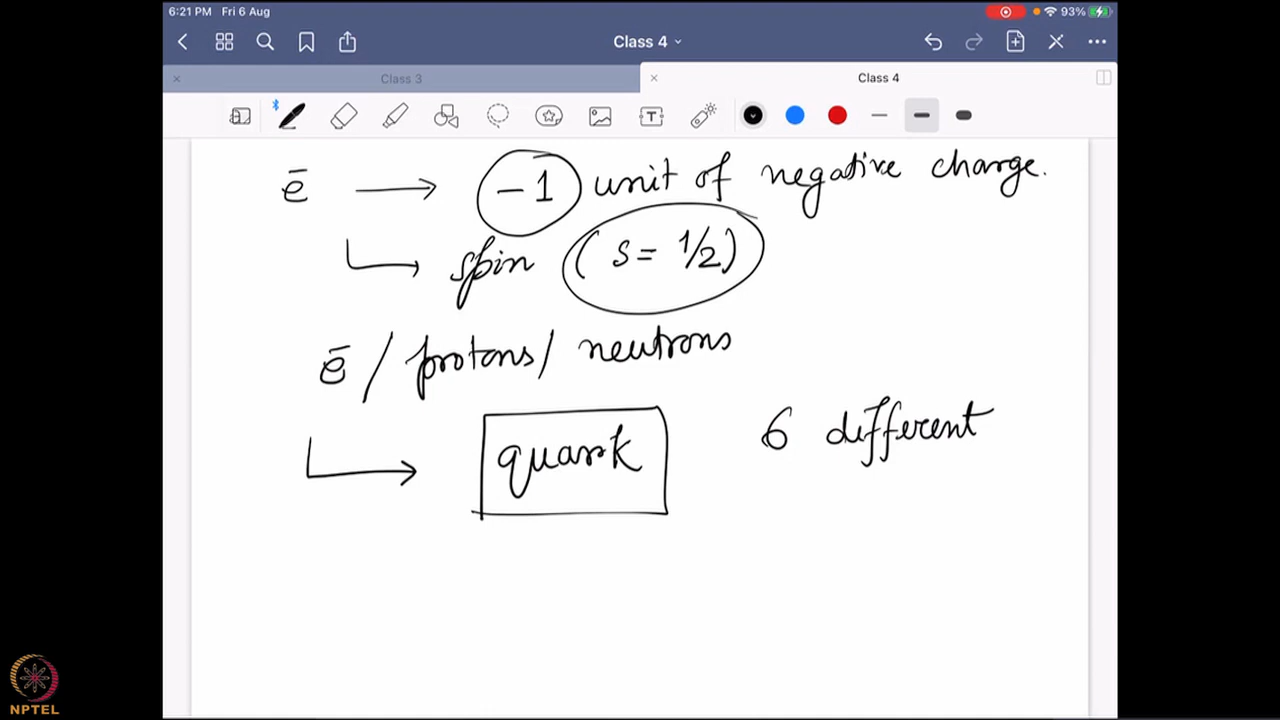 6:21 PM Fri 6 Aug
93%
Class 4
Class 3
Class 4
T
ē → -1 unit of negative charge.
↳ spin (s = 1/2)
ē / protons / neutrons
↳ quark 6 different
NPTEL